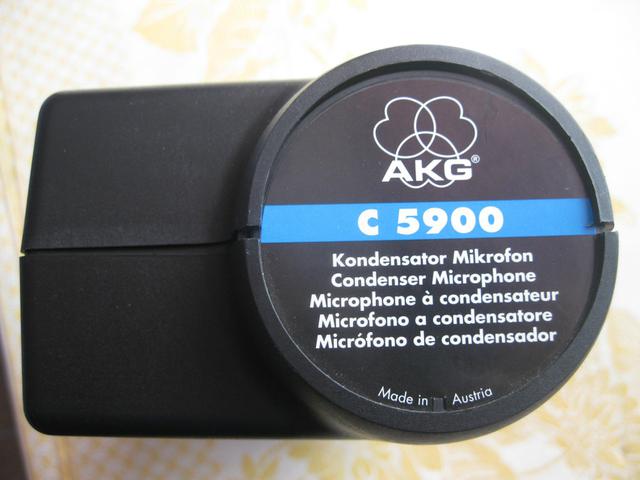 AKG®
C 5900
Kondensator Mikrofon
Condenser Microphone
Microphone à condensateur
Microfono a condensatore
Micrófono de condensador
Made in Austria